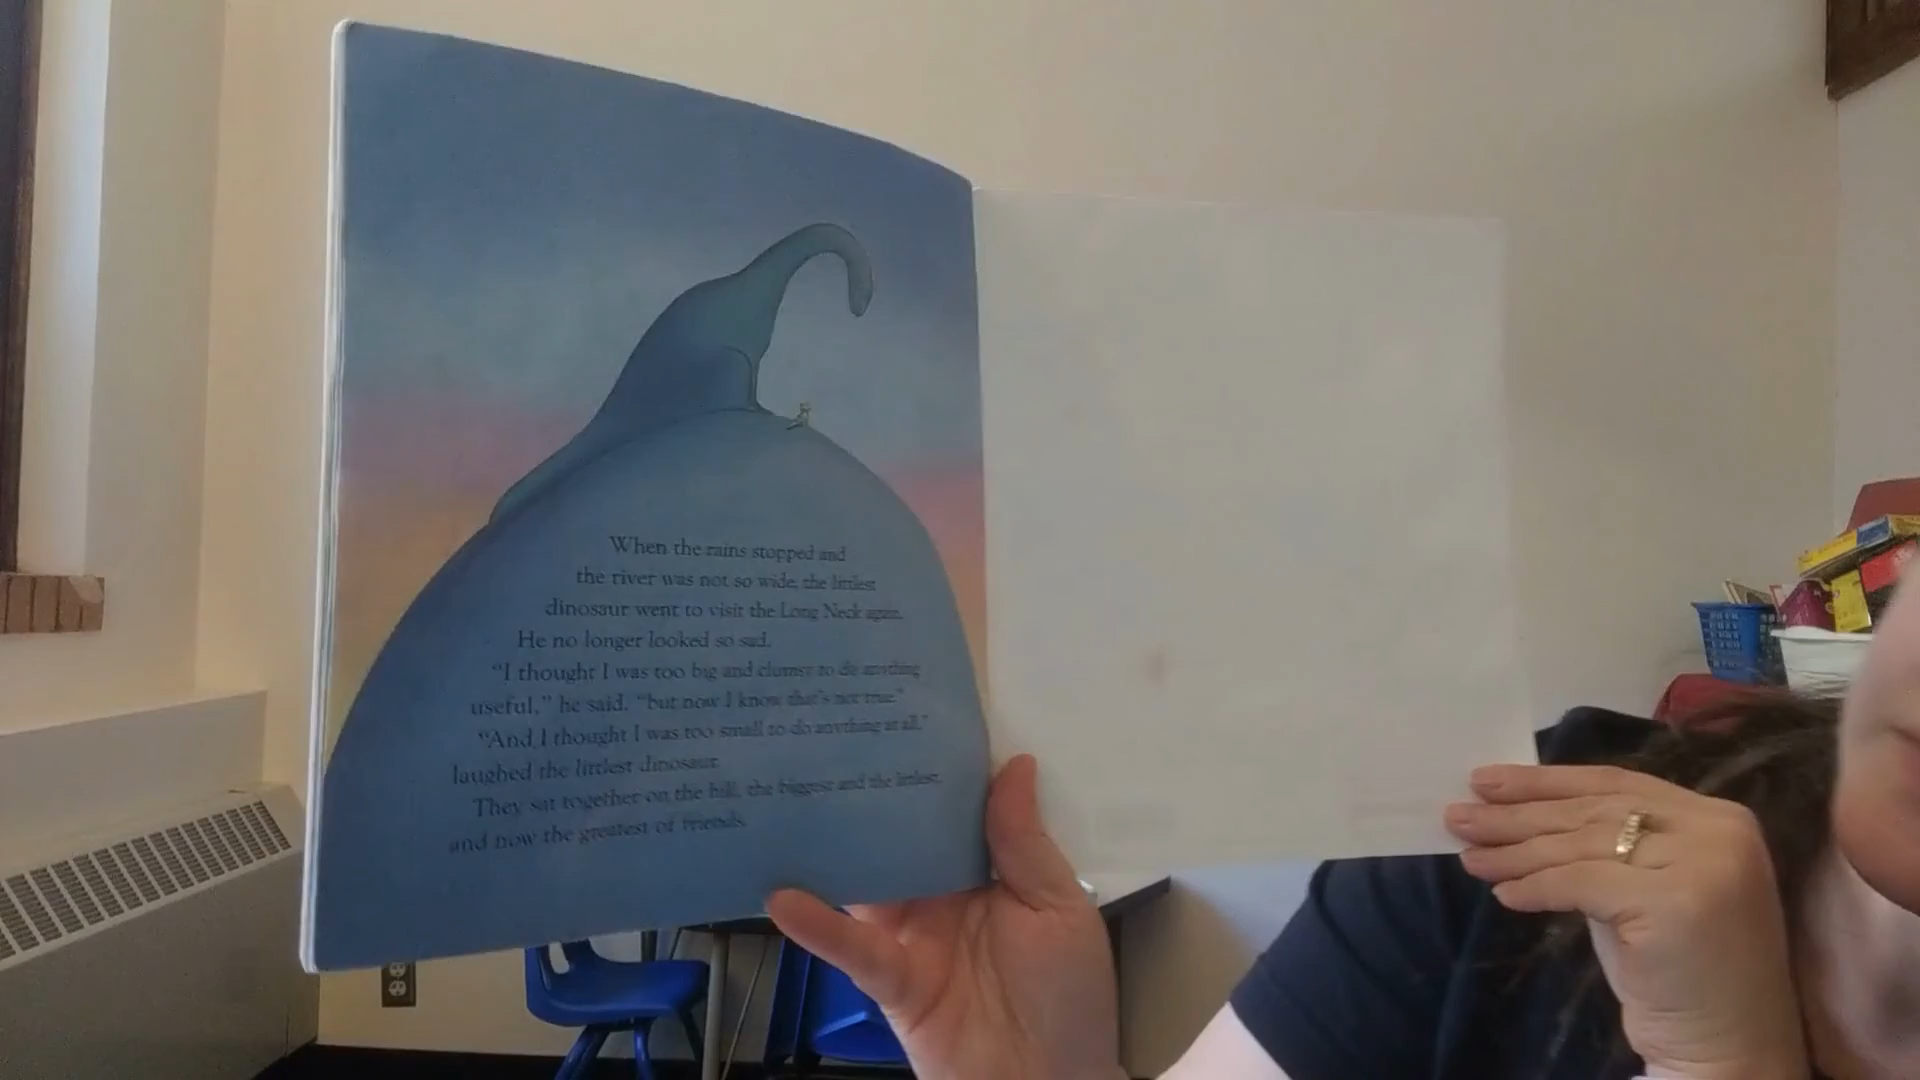 When the rains stopped and
the river was not so wide, the littlest
dinosaur went to visit the Long Neck again.
He no longer looked so sad.
“I thought I was too big and clumsy to do anything
useful,” he said, “but now I know that’s not true.”
“And I thought I was too small to do anything at all,”
laughed the littlest dinosaur.
They sat together on the hill, the biggest and the littlest,
and now the greatest of friends.